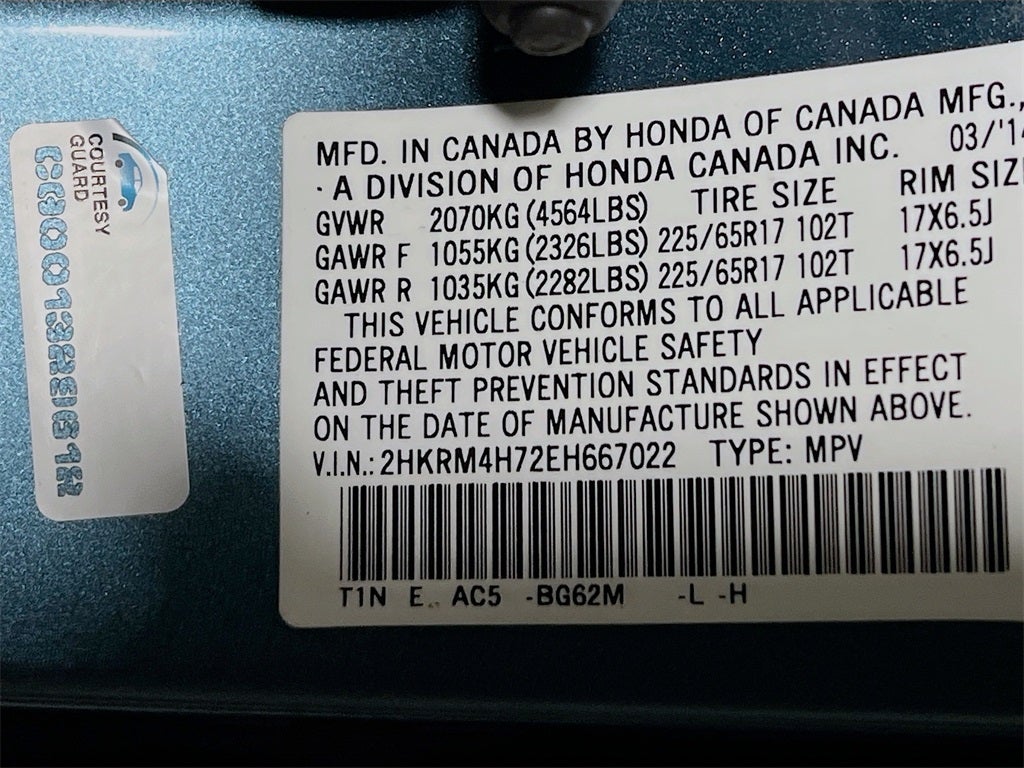 COURTESY
GUARD
MFD. IN CANADA BY HONDA OF CANADA MFG.,
· A DIVISION OF HONDA CANADA INC. 03/'14
GVWR 2070KG (4564LBS) TIRE SIZE RIM SIZ
GAWR F 1055KG (2326LBS) 225/65R17 102T 17X6.5J
GAWR R 1035KG (2282LBS) 225/65R17 102T 17X6.5J
THIS VEHICLE CONFORMS TO ALL APPLICABLE
FEDERAL MOTOR VEHICLE SAFETY
AND THEFT PREVENTION STANDARDS IN EFFECT
ON THE DATE OF MANUFACTURE SHOWN ABOVE.
V.I.N.: 2HKRM4H72EH667022 TYPE: MPV
T1N E. AC5 -BG62M -L -H